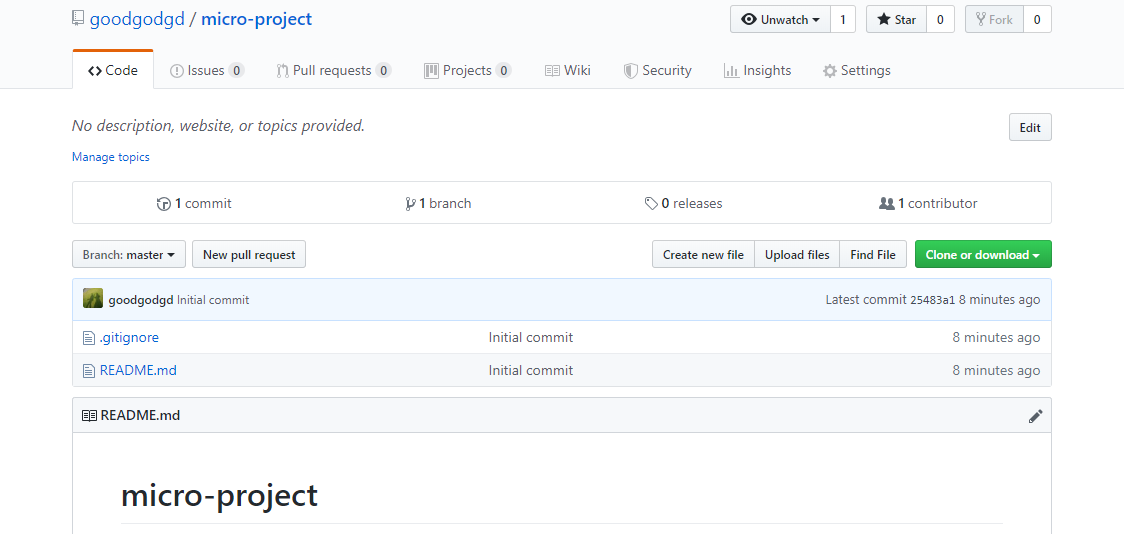 goodgodgd / micro-project Unwatch 1 Star 0 Fork 0
Code Issues 0 Pull requests 0 Projects 0 Wiki Security Insights Settings
No description, website, or topics provided. Edit
Manage topics
1 commit 1 branch 0 releases 1 contributor
Branch: master New pull request Create new file Upload files Find File Clone or download
goodgodgd Initial commit Latest commit 25483a1 8 minutes ago
.gitignore Initial commit 8 minutes ago
README.md Initial commit 8 minutes ago
README.md
micro-project